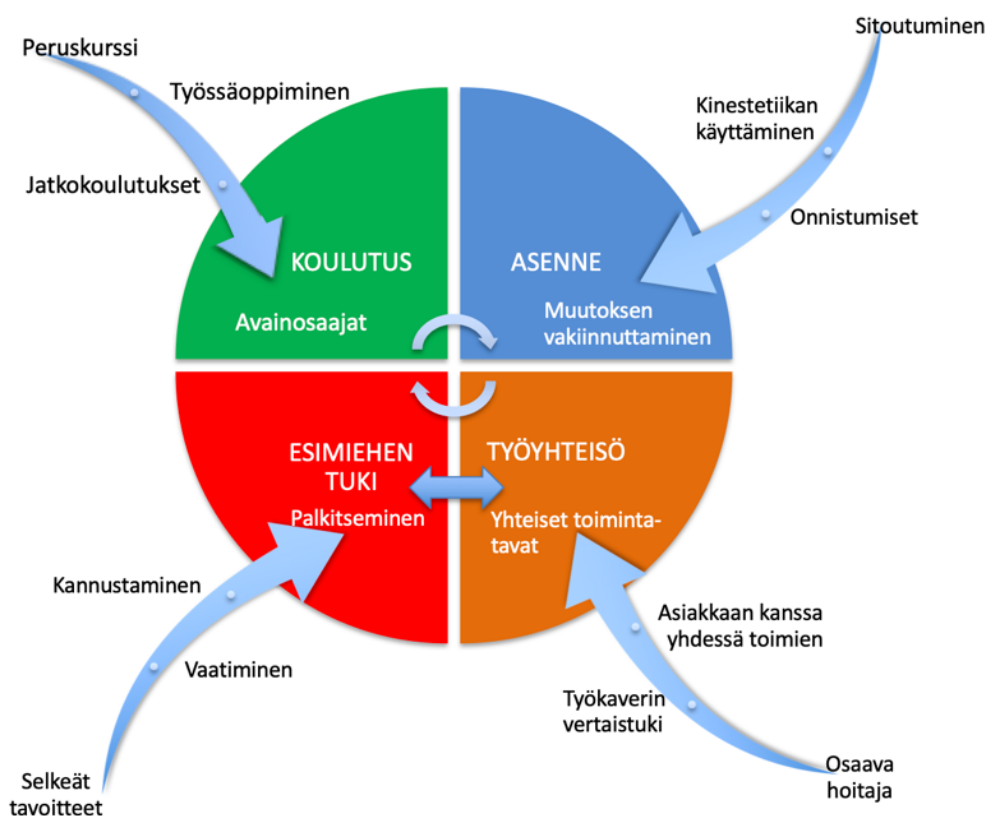 Peruskurssi
Työssäoppiminen
Jatkokoulutukset
KOULUTUS
Avainosaajat
Sitoutuminen
Kinestetiikan
käyttäminen
Onnistumiset
ASENNE
Muutoksen
vakiinnuttaminen
ESIMIEHEN
TUKI
Palkitseminen
Kannustaminen
Vaatiminen
Selkeät
tavoitteet
TYÖYHTEISÖ
Yhteiset toiminta-
tavat
Asiakkaan kanssa
yhdessä toimien
Työkaverin
vertaistuki
Osaava
hoitaja